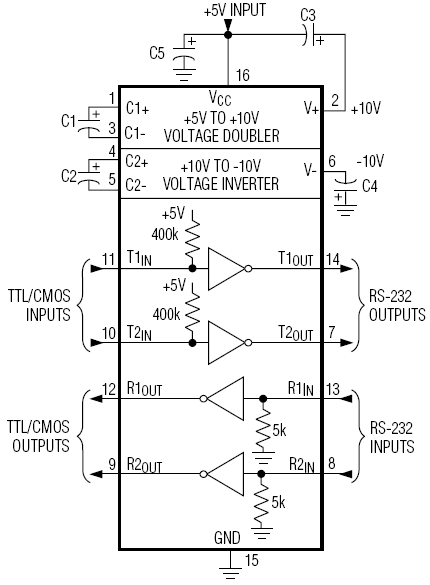 +5V INPUT
C3
C5
16
1
VCC
2
C1+
+5V TO +10V
V+
+10V
C1
3
C1-
VOLTAGE DOUBLER
4
C2+
+10V TO -10V
6
-10V
C2
5
C2-
VOLTAGE INVERTER
V-
C4
+5V
400k
11
T1IN
T1OUT
14
+5V
TTL/CMOS
INPUTS
RS-232
OUTPUTS
400k
10
T2IN
T2OUT
7
12
R1OUT
R1IN
13
TTL/CMOS
OUTPUTS
5k
RS-232
INPUTS
9
R2OUT
R2IN
8
5k
GND
15